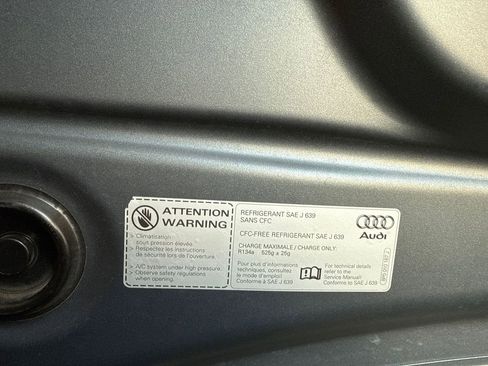 ATTENTION
WARNING
> Climatisation
sous pression élevée.
> Respectez les instructions
de sécurité lors de l'ouverture.
> A/C system under high pressure.
> Observe safety regulations
when opening.
REFRIGERANT SAE J 639
SANS CFC
CFC-FREE REFRIGERANT SAE J 639
CHARGE MAXIMALE / CHARGE ONLY:
R134a 525g ± 25g
Pour plus d'informations
techniques, consultez
le mode d'emploi!
Conforme à SAE J 639
For technical details
refer to the
Service Manual!
Conforme to SAE J 639
Audi